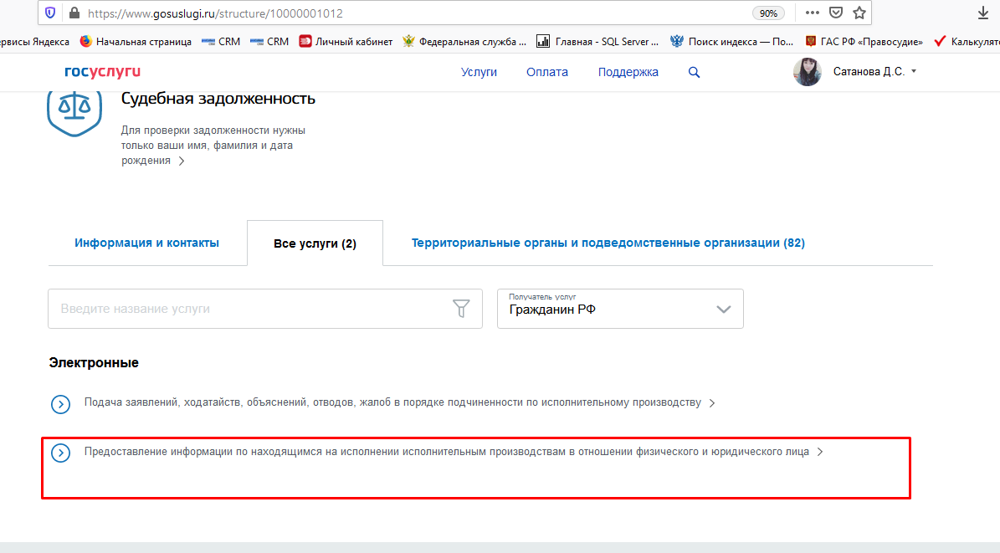 https://www.gosuslugi.ru/structure/10000001012 90%
ервисы Яндекса Начальная страница CRM CRM Личный кабинет Федеральная служба ... Главная - SQL Server ... Поиск индекса — По... ГАС РФ «Правосудие» Калькулято
госуслуги Услуги Оплата Поддержка Сатанова Д.С.
Судебная задолженность
Для проверки задолженности нужны
только ваши имя, фамилия и дата
рождения
Информация и контакты Все услуги (2) Территориальные органы и подведомственные организации (82)
Получатель услуг
Введите название услуги Гражданин РФ
Электронные
Подача заявлений, ходатайств, объяснений, отводов, жалоб в порядке подчиненности по исполнительному производству
Предоставление информации по находящимся на исполнении исполнительным производствам в отношении физического и юридического лица